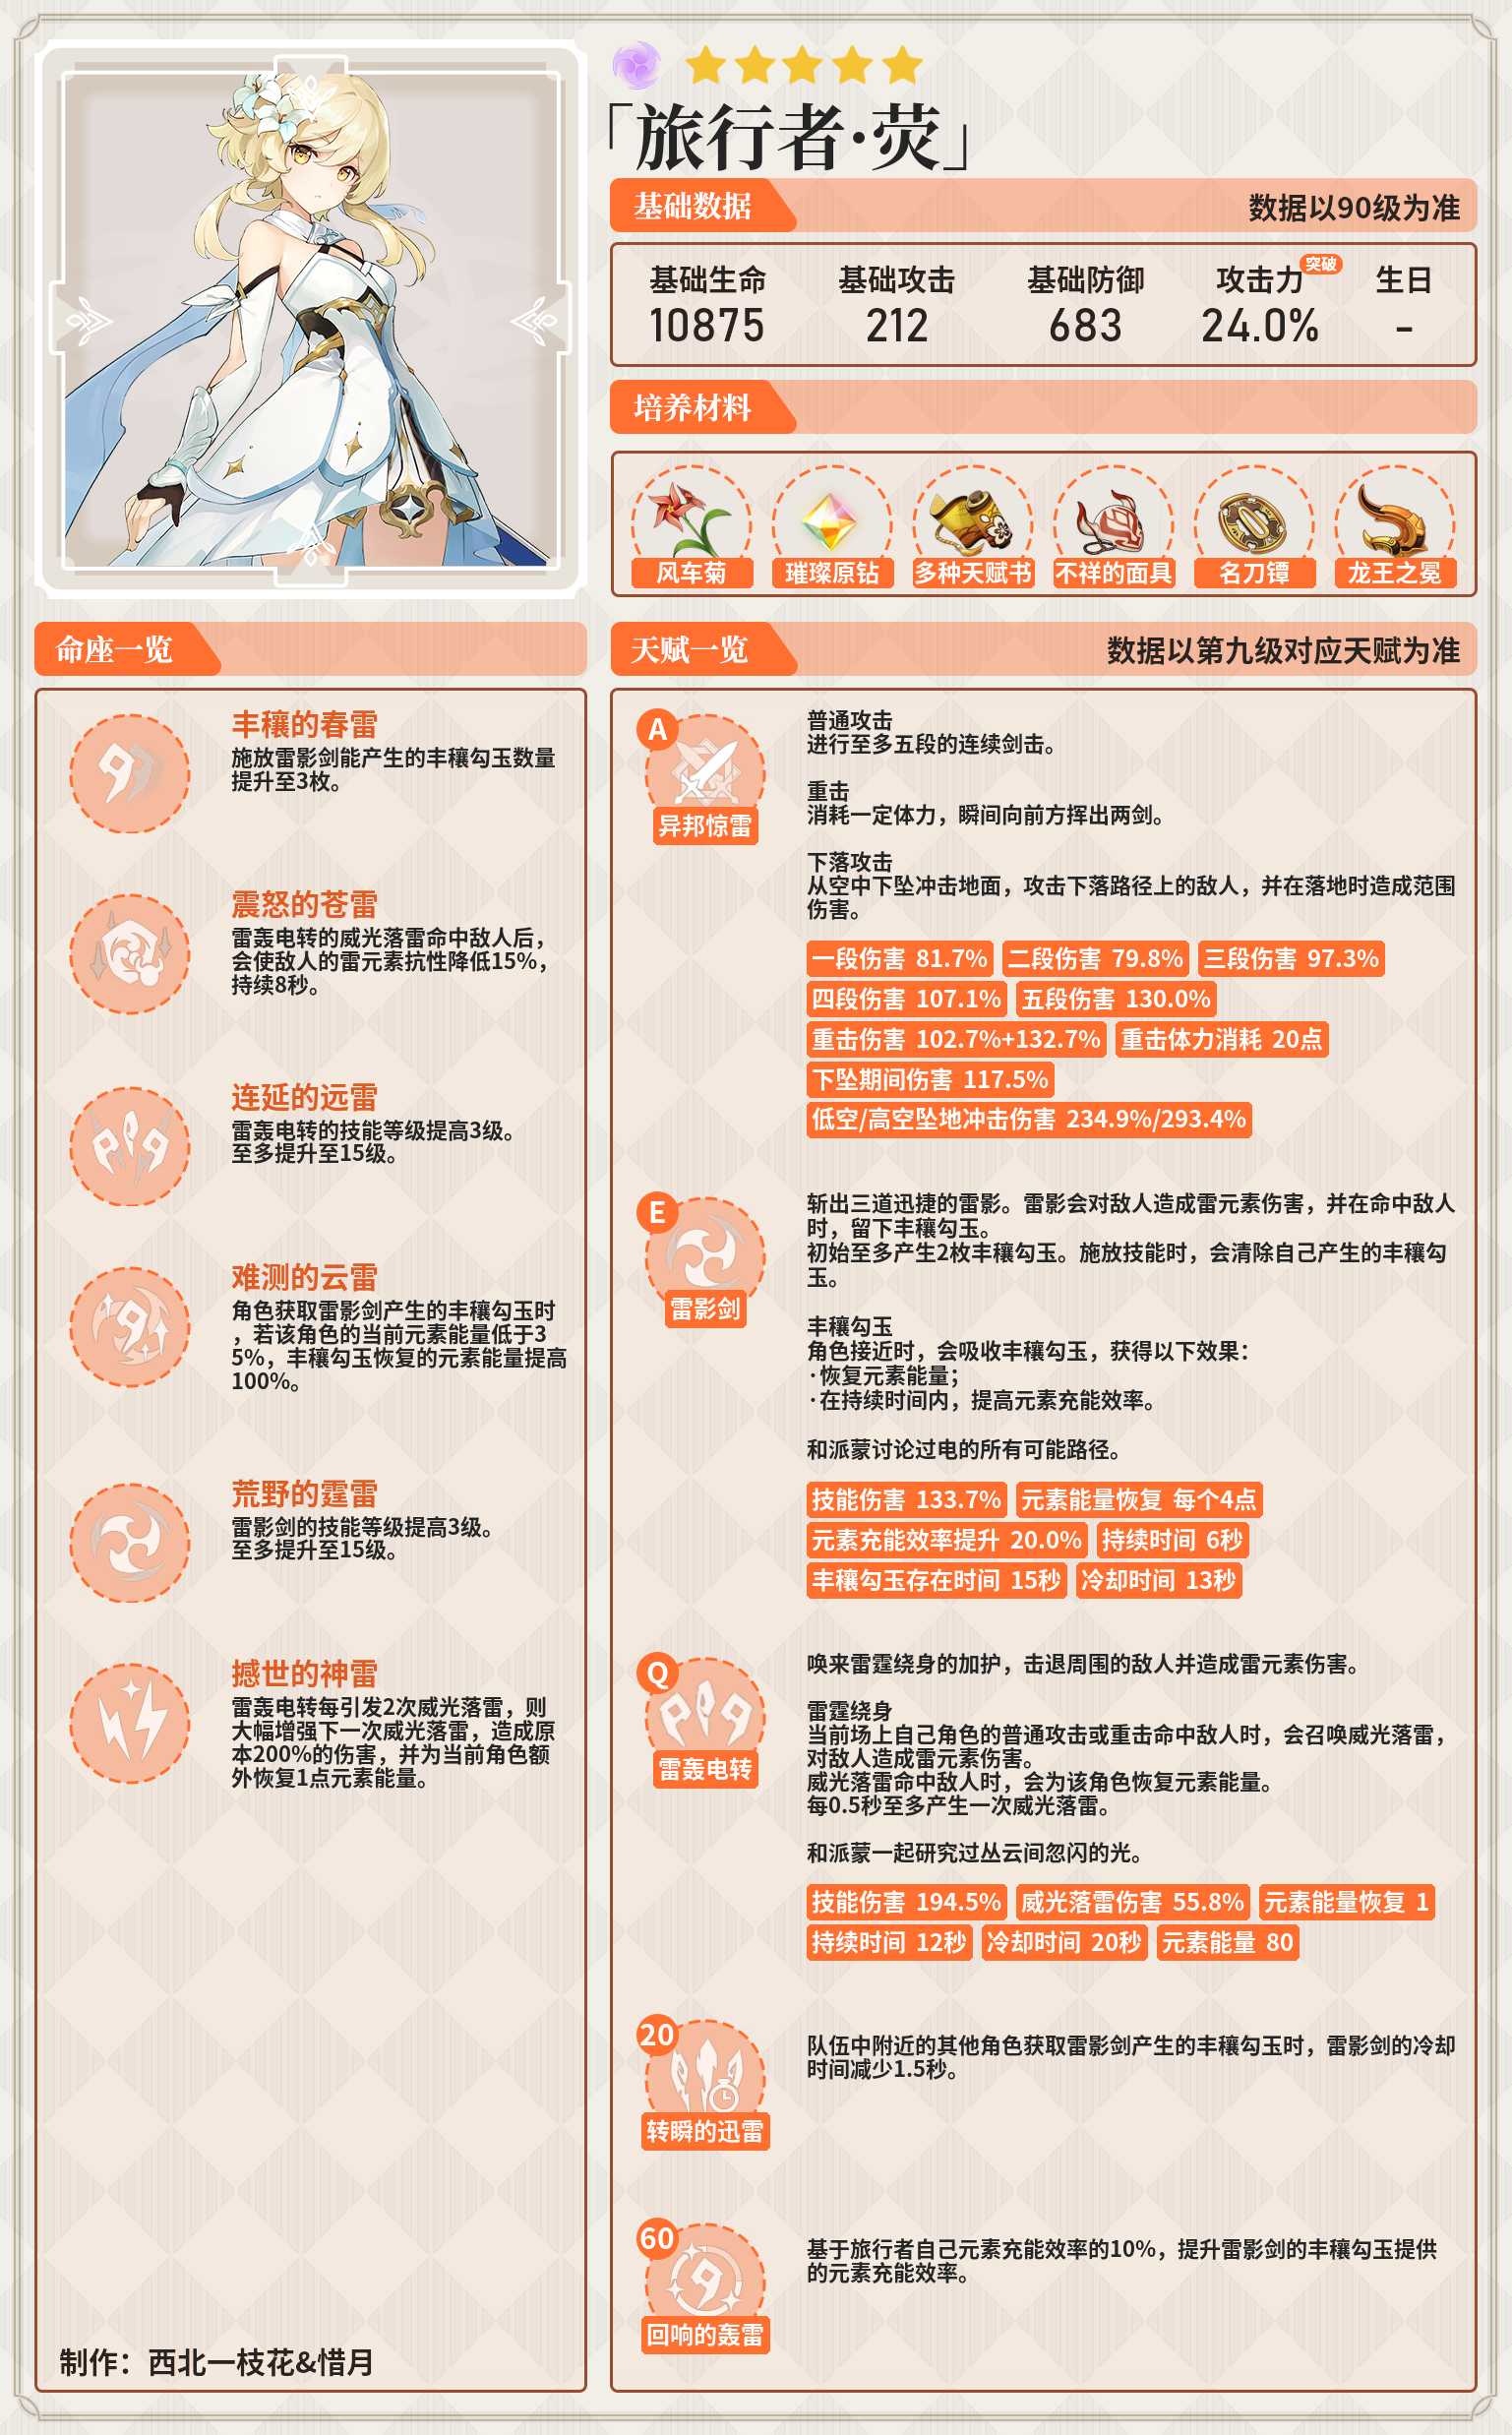 「旅行者·荧」
基础数据
数据以90级为准
基础生命 基础攻击 基础防御 攻击力 突破 生日
10875 212 683 24.0% -
培养材料
风车菊 璀璨原钻 多种天赋书 不祥的面具 名刀镡 龙王之冕
命座一览
丰穰的春雷
施放雷影剑能产生的丰穰勾玉数量
提升至3枚。
震怒的苍雷
雷轰电转的威光落雷命中敌人后，
会使敌人的雷元素抗性降低15%，
持续8秒。
连延的远雷
雷轰电转的技能等级提高3级。
至多提升至15级。
难测的云雷
角色获取雷影剑产生的丰穰勾玉时
，若该角色的当前元素能量低于3
5%，丰穰勾玉恢复的元素能量提高
100%。
荒野的霆雷
雷影剑的技能等级提高3级。
至多提升至15级。
撼世的神雷
雷轰电转每引发2次威光落雷，则
大幅增强下一次威光落雷，造成原
本200%的伤害，并为当前角色额
外恢复1点元素能量。
制作：西北一枝花&惜月
天赋一览
数据以第九级对应天赋为准
A
异邦惊雷
普通攻击
进行至多五段的连续剑击。
重击
消耗一定体力，瞬间向前方挥出两剑。
下落攻击
从空中下坠冲击地面，攻击下落路径上的敌人，并在落地时造成范围
伤害。
一段伤害 81.7% 二段伤害 79.8% 三段伤害 97.3%
四段伤害 107.1% 五段伤害 130.0%
重击伤害 102.7%+132.7% 重击体力消耗 20点
下坠期间伤害 117.5%
低空/高空坠地冲击伤害 234.9%/293.4%
E
雷影剑
斩出三道迅捷的雷影。雷影会对敌人造成雷元素伤害，并在命中敌人
时，留下丰穰勾玉。
初始至多产生2枚丰穰勾玉。施放技能时，会清除自己产生的丰穰勾
玉。
丰穰勾玉
角色接近时，会吸收丰穰勾玉，获得以下效果：
·恢复元素能量；
·在持续时间内，提高元素充能效率。
和派蒙讨论过电的所有可能路径。
技能伤害 133.7% 元素能量恢复 每个4点
元素充能效率提升 20.0% 持续时间 6秒
丰穰勾玉存在时间 15秒 冷却时间 13秒
Q
雷轰电转
唤来雷霆绕身的加护，击退周围的敌人并造成雷元素伤害。
雷霆绕身
当前场上自己角色的普通攻击或重击命中敌人时，会召唤威光落雷，
对敌人造成雷元素伤害。
威光落雷命中敌人时，会为该角色恢复元素能量。
每0.5秒至多产生一次威光落雷。
和派蒙一起研究过丛云间忽闪的光。
技能伤害 194.5% 威光落雷伤害 55.8% 元素能量恢复 1
持续时间 12秒 冷却时间 20秒 元素能量 80
20
转瞬的迅雷
队伍中附近的其他角色获取雷影剑产生的丰穰勾玉时，雷影剑的冷却
时间减少1.5秒。
60
回响的轰雷
基于旅行者自己元素充能效率的10%，提升雷影剑的丰穰勾玉提供
的元素充能效率。